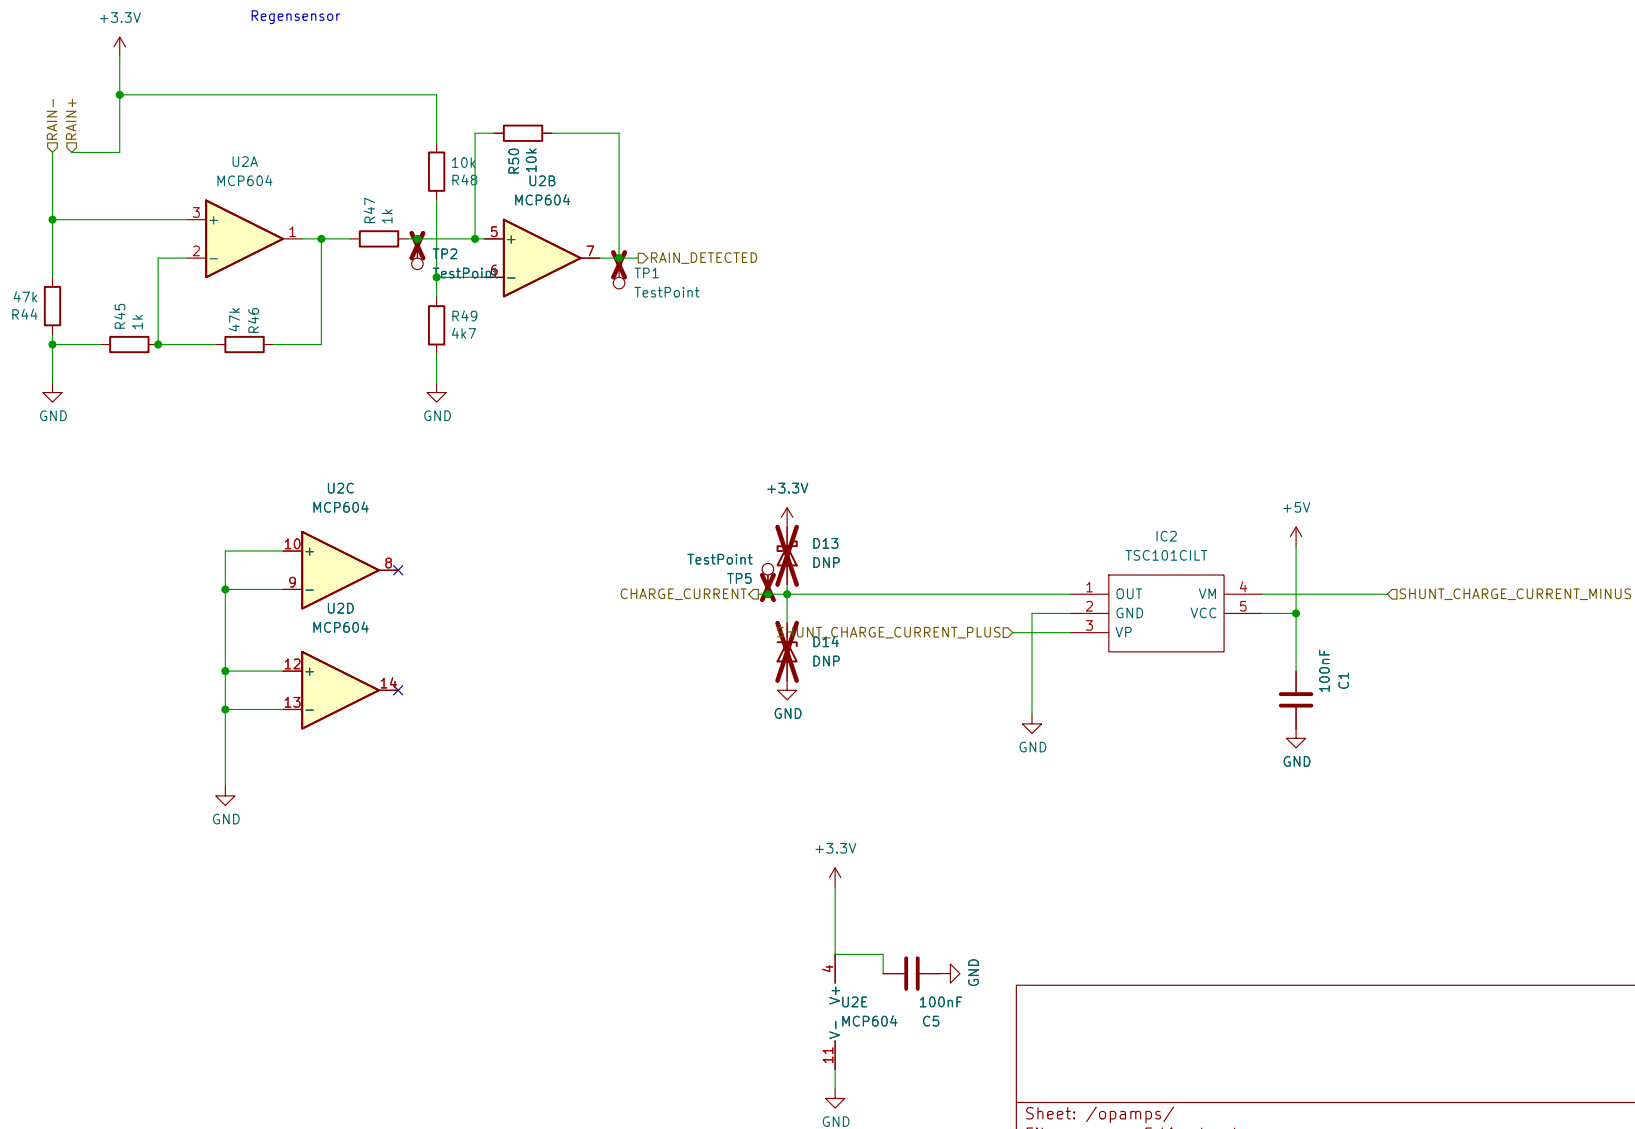 Regensensor
+3.3V
RAIN-
RAIN+
U2A
MCP604
3
+
2
−
1
47k
R44
R45
1k
47k
R46
GND
R47
1k
10k
R48
TP2
TestPoint
R49
4k7
GND
R50
10k
U2B
MCP604
5
+
6
−
7
RAIN_DETECTED
TP1
TestPoint
U2C
MCP604
10
+
9
−
8
U2D
MCP604
12
+
13
−
14
GND
+3.3V
D13
DNP
TestPoint
TP5
CHARGE_CURRENT
SHUNT_CHARGE_CURRENT_PLUS
D14
DNP
GND
IC2
TSC101CILT
1
OUT
2
GND
3
VP
VM
4
VCC
5
GND
+5V
SHUNT_CHARGE_CURRENT_MINUS
100nF
C1
GND
+3.3V
4
V+
U2E
MCP604
V-
11
GND
100nF
C5
GND
Sheet: /opamps/